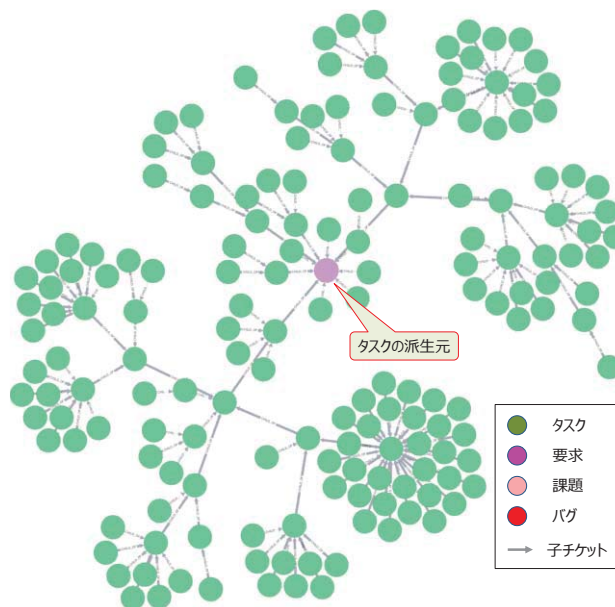 タスクの派生元
タスク
要求
課題
バグ
子チケット